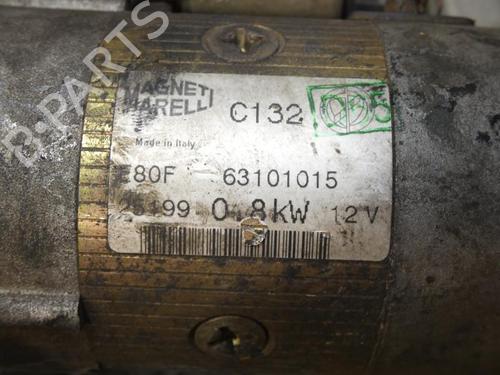 B-PARTS
MAGNETI
MARELLI
C132
Made in Italy
E80F - 63101015
0.8kW 12V